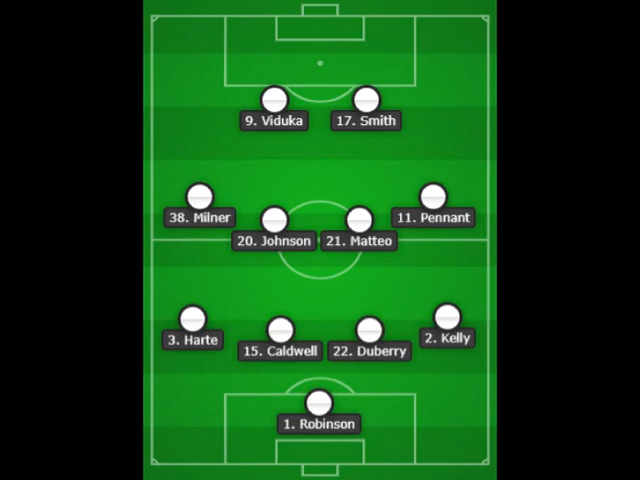 9. Viduka
17. Smith
38. Milner
11. Pennant
20. Johnson
21. Matteo
3. Harte
2. Kelly
15. Caldwell
22. Duberry
1. Robinson